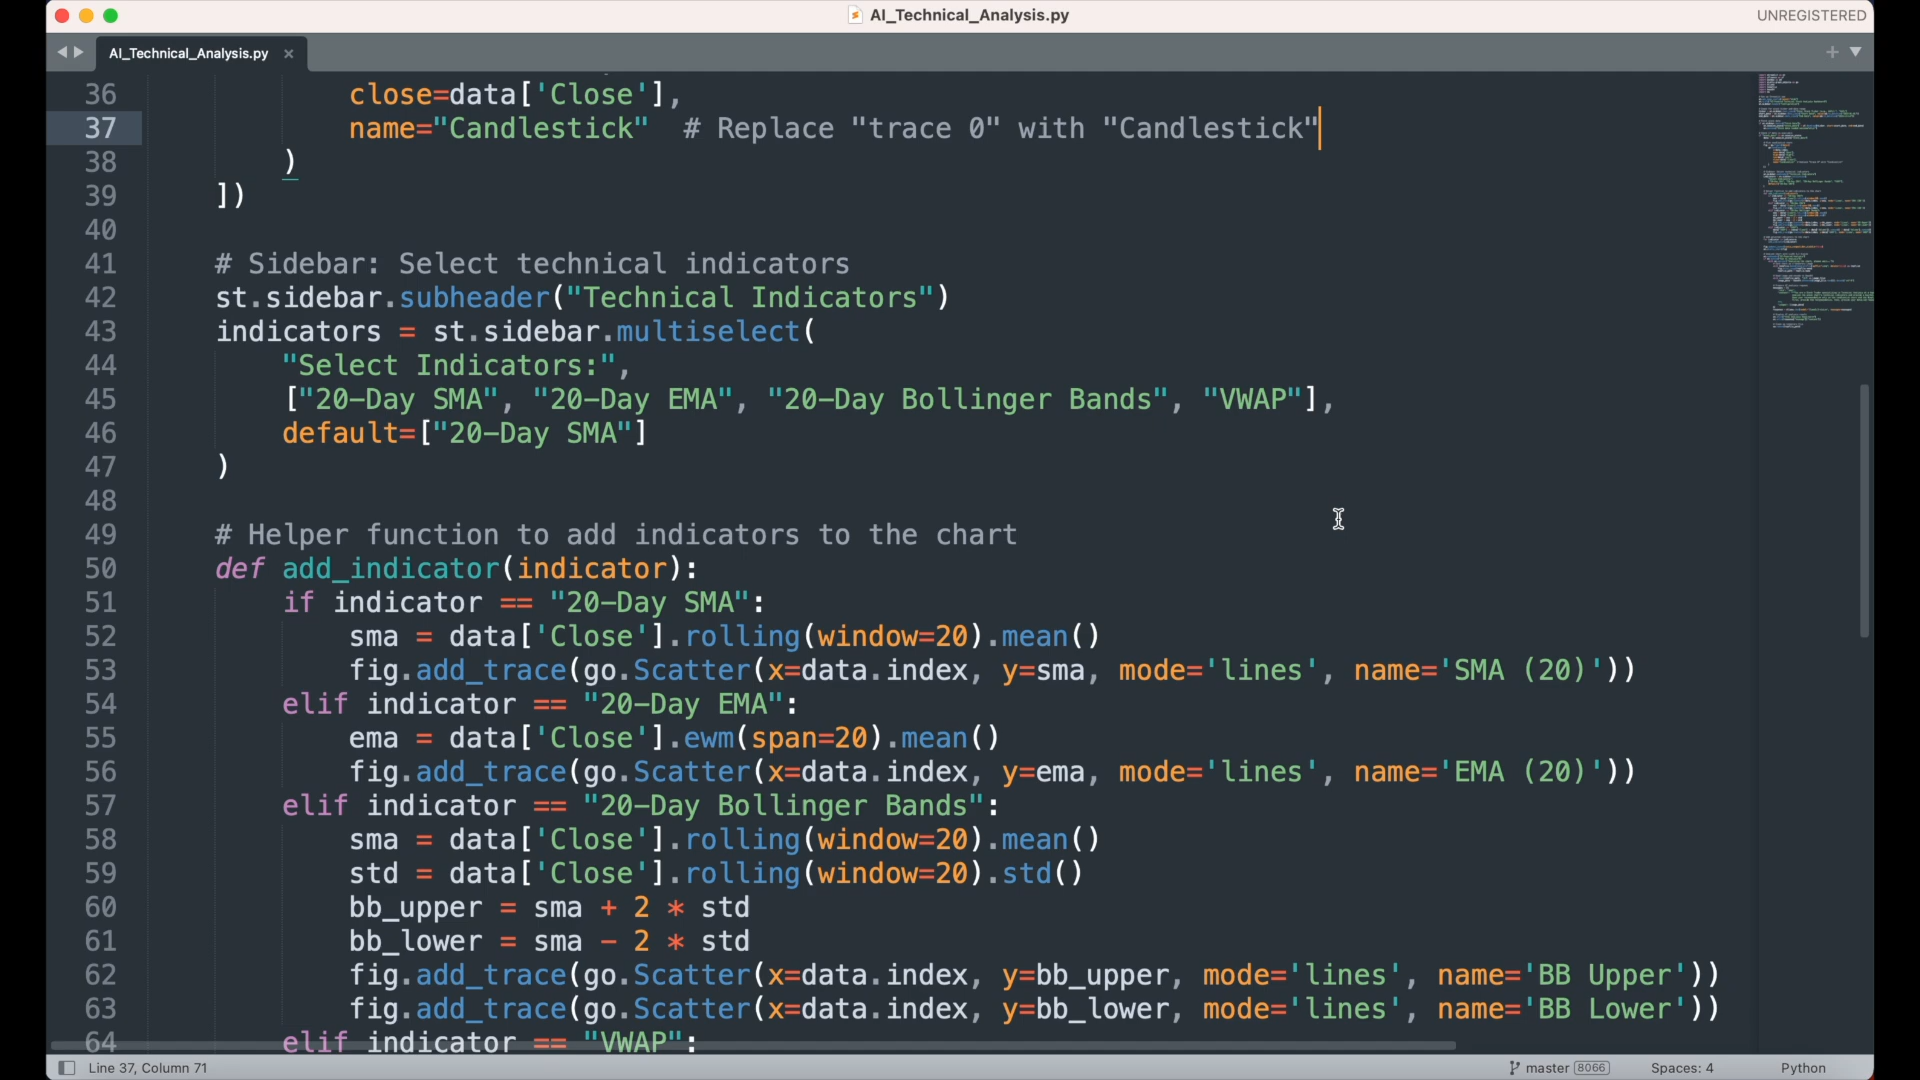 AI_Technical_Analysis.py
UNREGISTERED
AI_Technical_Analysis.py ×
36 close=data['Close'],
37 name="Candlestick"  # Replace "trace 0" with "Candlestick"
38 )
39 ])
40
41 # Sidebar: Select technical indicators
42 st.sidebar.subheader("Technical Indicators")
43 indicators = st.sidebar.multiselect(
44 "Select Indicators:",
45 ["20-Day SMA", "20-Day EMA", "20-Day Bollinger Bands", "VWAP"],
46 default=["20-Day SMA"]
47 )
48
49 # Helper function to add indicators to the chart
50 def add_indicator(indicator):
51 if indicator == "20-Day SMA":
52 sma = data['Close'].rolling(window=20).mean()
53 fig.add_trace(go.Scatter(x=data.index, y=sma, mode='lines', name='SMA (20)'))
54 elif indicator == "20-Day EMA":
55 ema = data['Close'].ewm(span=20).mean()
56 fig.add_trace(go.Scatter(x=data.index, y=ema, mode='lines', name='EMA (20)'))
57 elif indicator == "20-Day Bollinger Bands":
58 sma = data['Close'].rolling(window=20).mean()
59 std = data['Close'].rolling(window=20).std()
60 bb_upper = sma + 2 * std
61 bb_lower = sma - 2 * std
62 fig.add_trace(go.Scatter(x=data.index, y=bb_upper, mode='lines', name='BB Upper'))
63 fig.add_trace(go.Scatter(x=data.index, y=bb_lower, mode='lines', name='BB Lower'))
64 elif indicator == "VWAP":
Line 37, Column 71
master 8066
Spaces: 4
Python